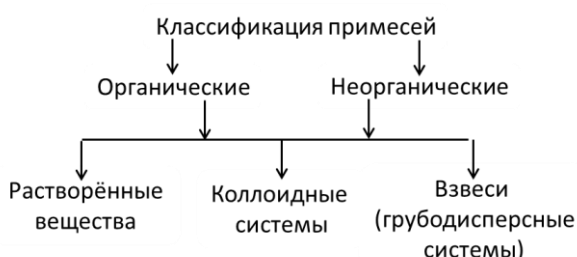 Классификация примесей
Органические
Неорганические
Растворённые
вещества
Коллоидные
системы
Взвеси
(грубодисперсные
системы)